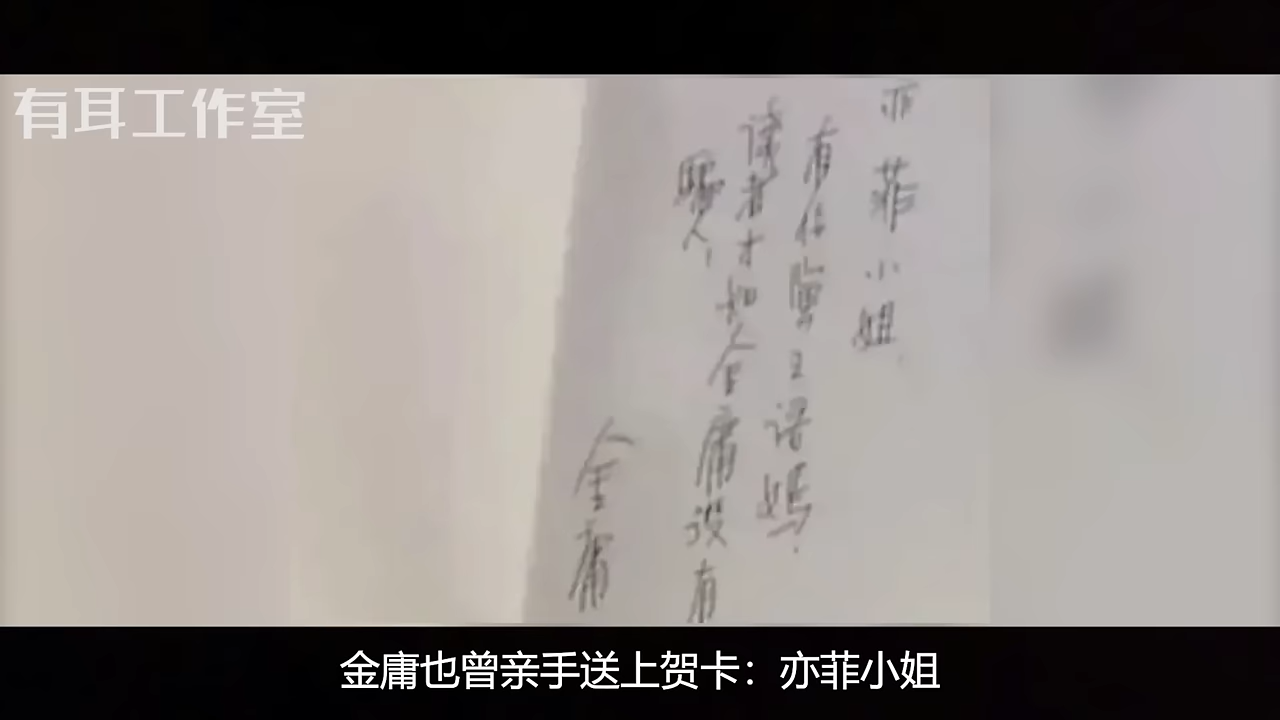 有耳工作室
亦菲小姐,
有你演王语嫣,
读者才知金庸没有
骗人,
金庸
金庸也曾亲手送上贺卡：亦菲小姐